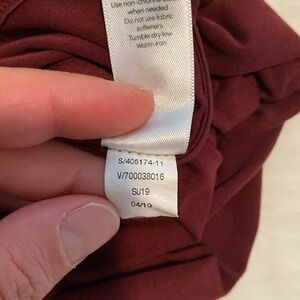 Use non-chlorine bleach
when needed
Do not use fabric
softeners
Tumble dry low
Warm iron
S/405174-11
V/700038016
SU19
04/19